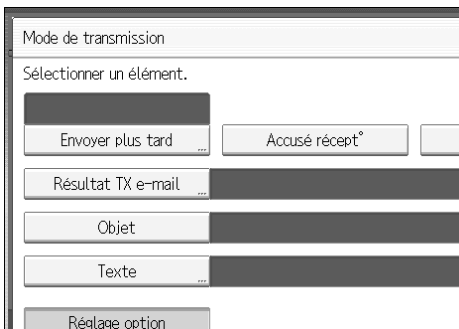 Mode de transmission
Sélectionner un élément.
Envoyer plus tard ...
Accusé récept°
Résultat TX e-mail ...
Objet
Texte ...
Réglage option